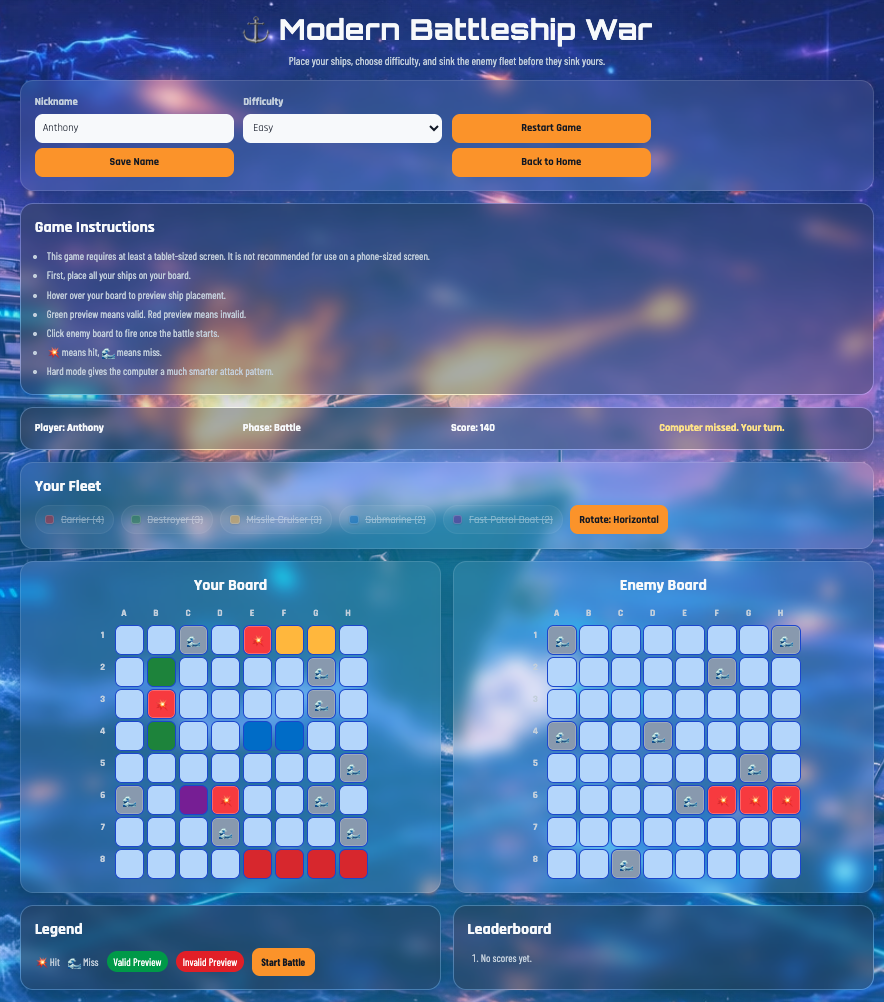 Modern Battleship War
Place your ships, choose difficulty, and sink the enemy fleet before they sink yours.
Nickname
Difficulty
Anthony
Easy
Restart Game
Save Name
Back to Home
Game Instructions
This game requires at least a tablet-sized screen. It is not recommended for use on a phone-sized screen.
First, place all your ships on your board.
Hover over your board to preview ship placement.
Green preview means valid. Red preview means invalid.
Click enemy board to fire once the battle starts.
💥 means hit, 🌊 means miss.
Hard mode gives the computer a much smarter attack pattern.
Player: Anthony
Phase: Battle
Score: 140
Computer missed. Your turn.
Your Fleet
Carrier (4)
Destroyer (3)
Missile Cruiser (3)
Submarine (2)
Fast Patrol Boat (2)
Rotate: Horizontal
Your Board
A B C D E F G H
1
2
3
4
5
6
7
8
Enemy Board
A B C D E F G H
1
2
3
4
5
6
7
8
Legend
💥 Hit 🌊 Miss Valid Preview Invalid Preview Start Battle
Leaderboard
1. No scores yet.